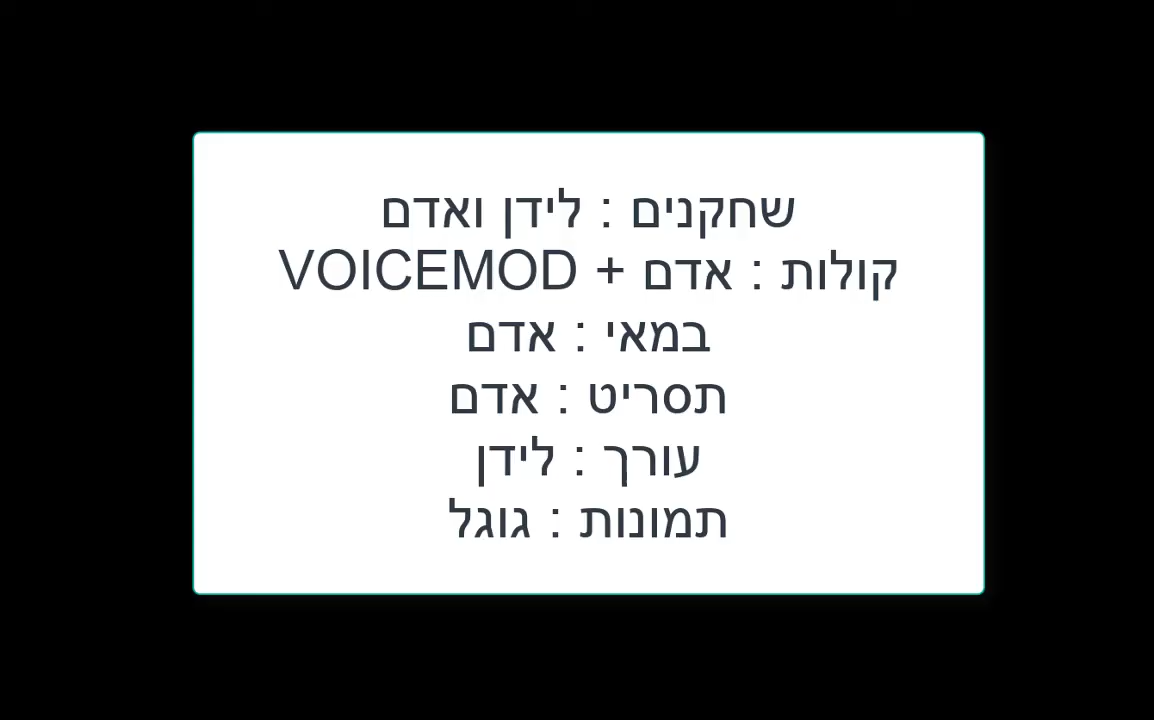 שחקנים : לידן ואדם
קולות : אדם + VOICEMOD
במאי : אדם
תסריט : אדם
עורך : לידן
תמונות : גוגל